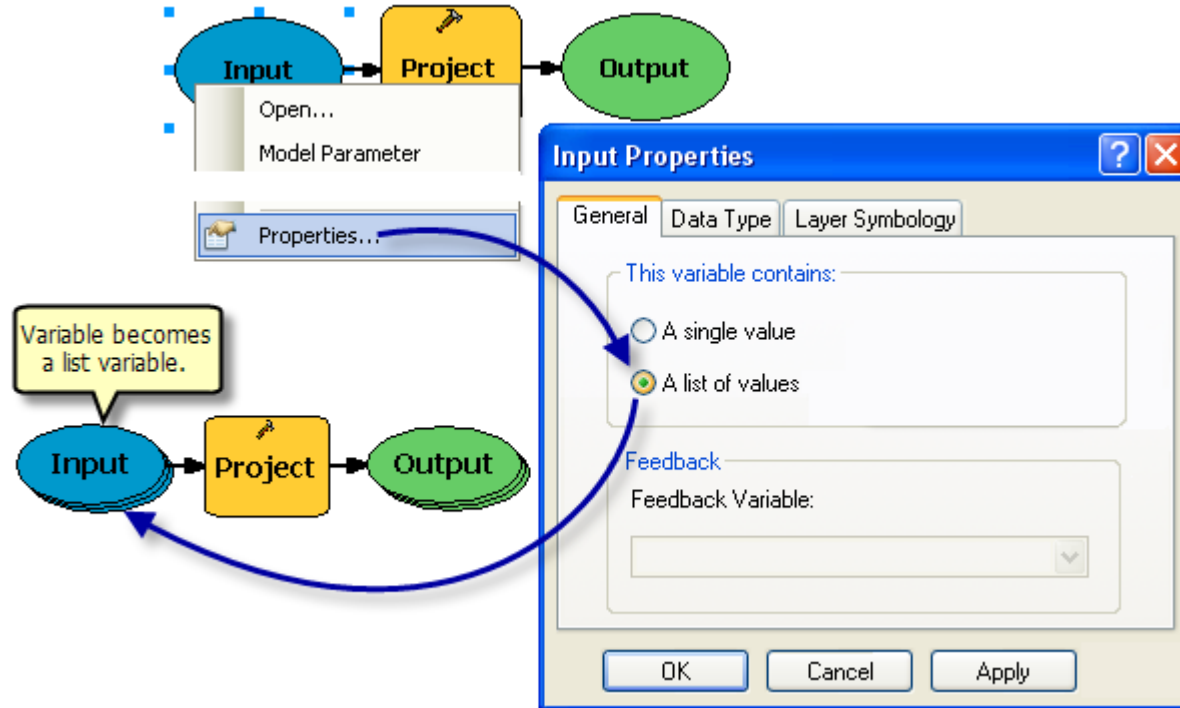 Input
Project
Output
Open...
Model Parameter
Properties...
Input Properties
General
Data Type
Layer Symbology
This variable contains:
A single value
A list of values
Feedback
Feedback Variable:
OK
Cancel
Apply
Variable becomes
a list variable.
Input
Project
Output